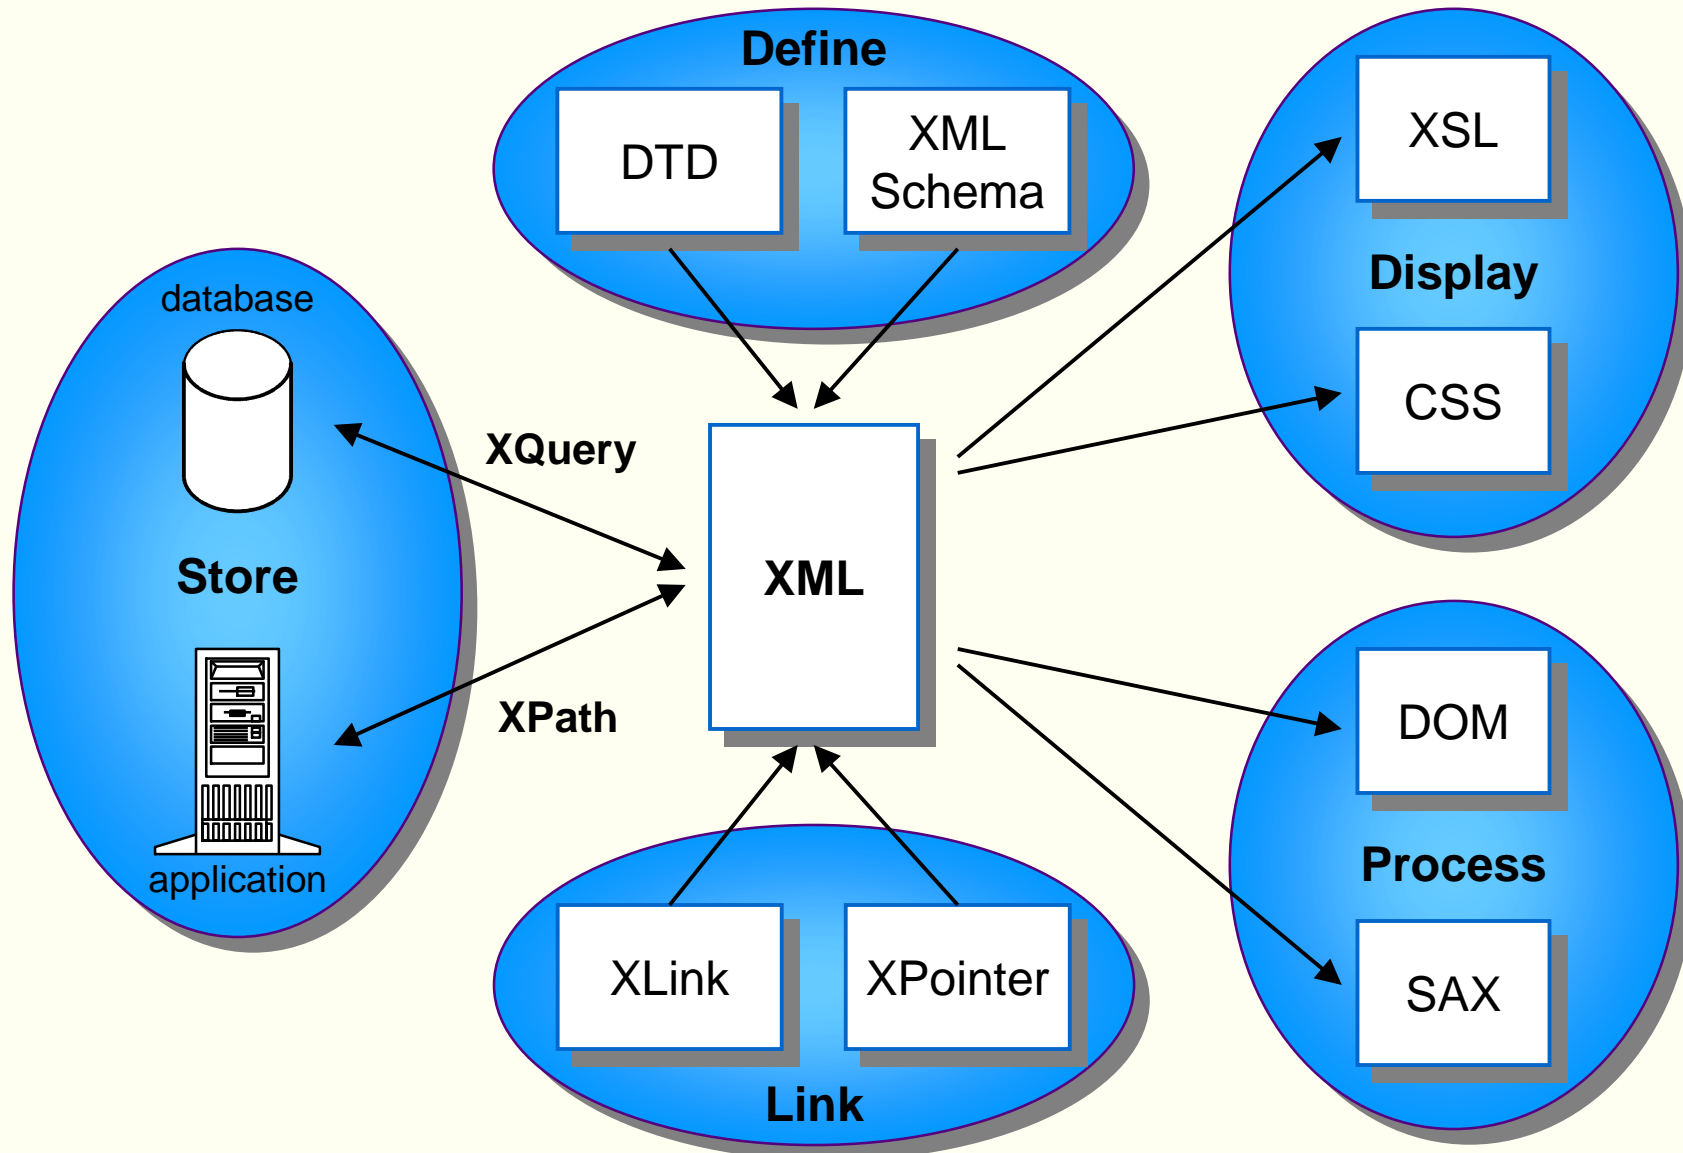 Define
DTD
XML
Schema
XSL
Display
CSS
database
Store
application
XQuery
XPath
XML
DOM
Process
SAX
XLink
XPointer
Link